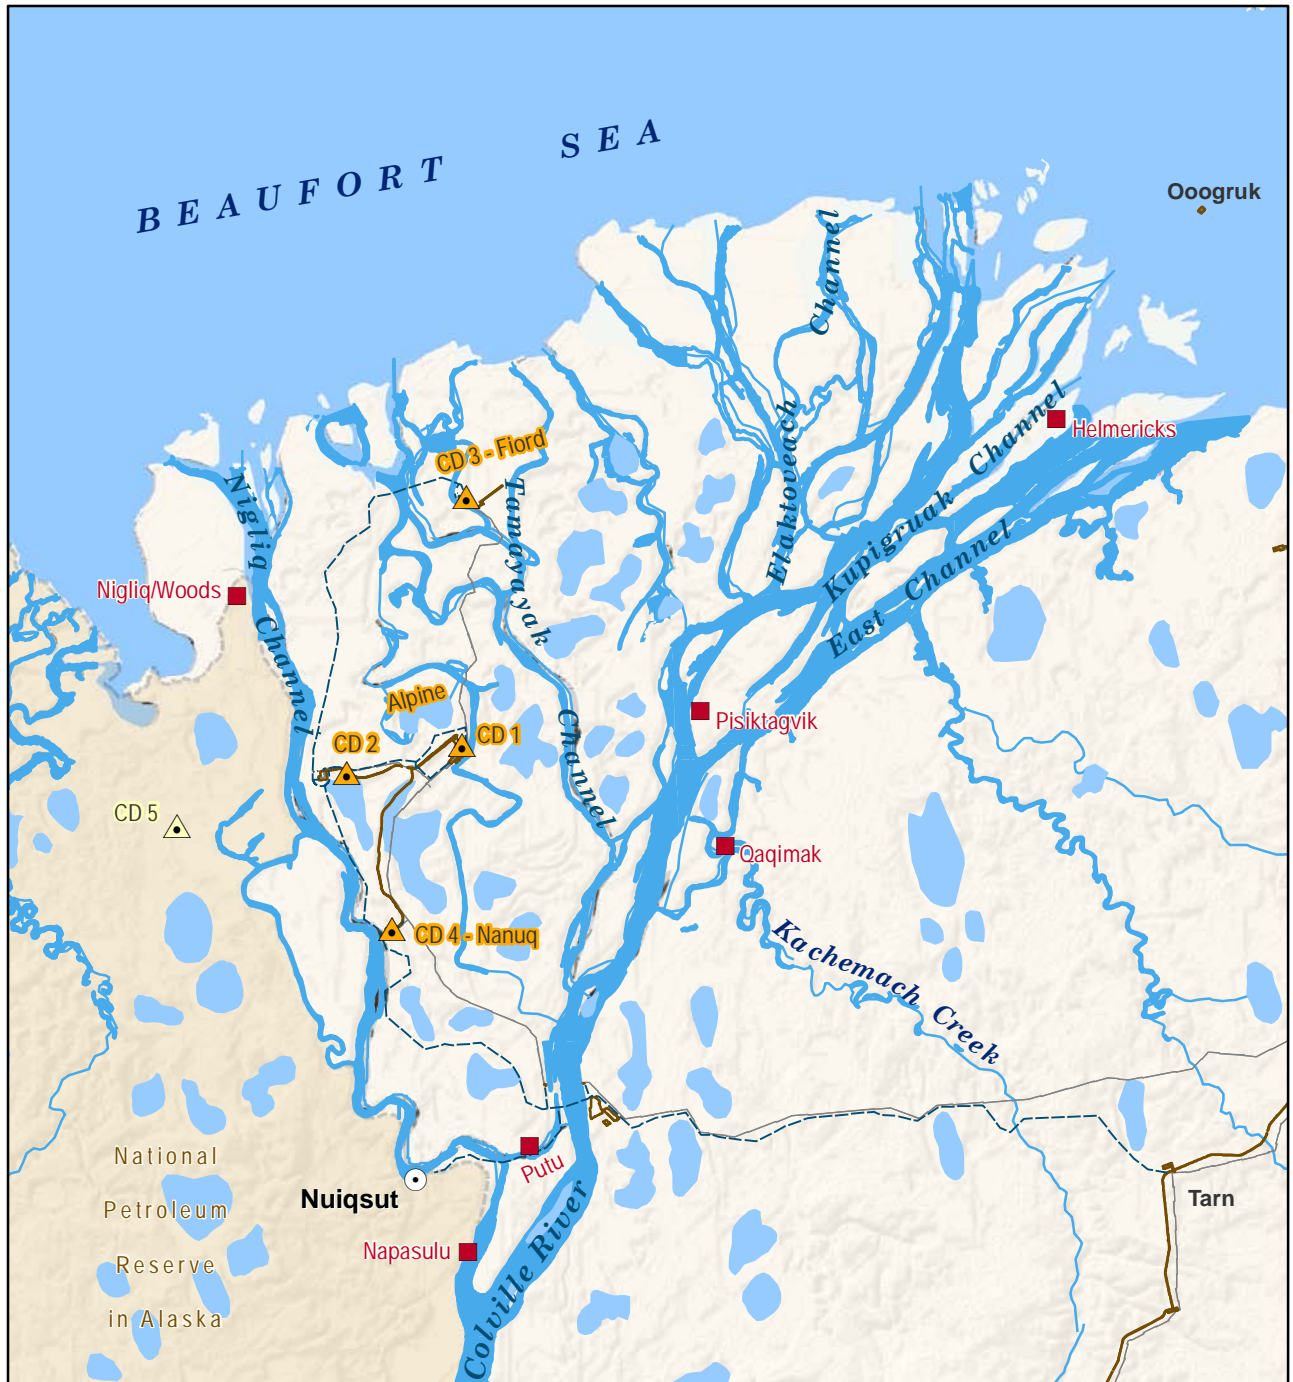 BEAUFORT SEA
Ooogruk
Channel
Elaktoveach
Kupigruak Channel
Helmericks
East Channel
CD 3 - Fiord
Tamayayak
Channel
Nigliq
Channel
Nigliq/Woods
Alpine
CD 1
CD 2
CD 5
Pisiktagvik
Qaqimak
CD 4 - Nanuq
Kachemach Creek
National
Petroleum
Reserve
in Alaska
Putu
Nuiqsut
Napasulu
Colville River
Tarn